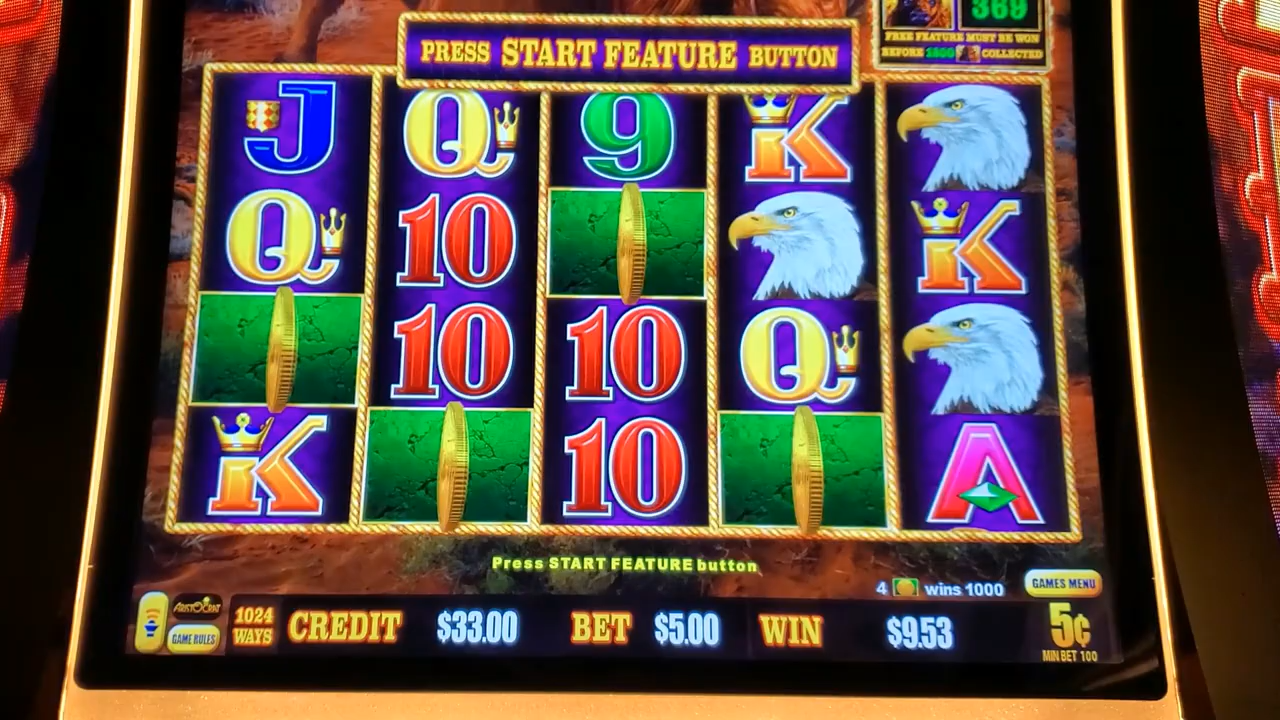 369
FREE FEATURE MUST BE WON
BEFORE 1800 COLLECTED
PRESS START FEATURE BUTTON
J Q 9 K
Q 10 K
10 10 Q
K 10 A
Press START FEATURE button
4 wins 1000
GAMES MENU
ARISTOCRAT
GAME RULES
1024 WAYS
CREDIT $33.00 BET $5.00 WIN $9.53
5¢
MIN BET 100